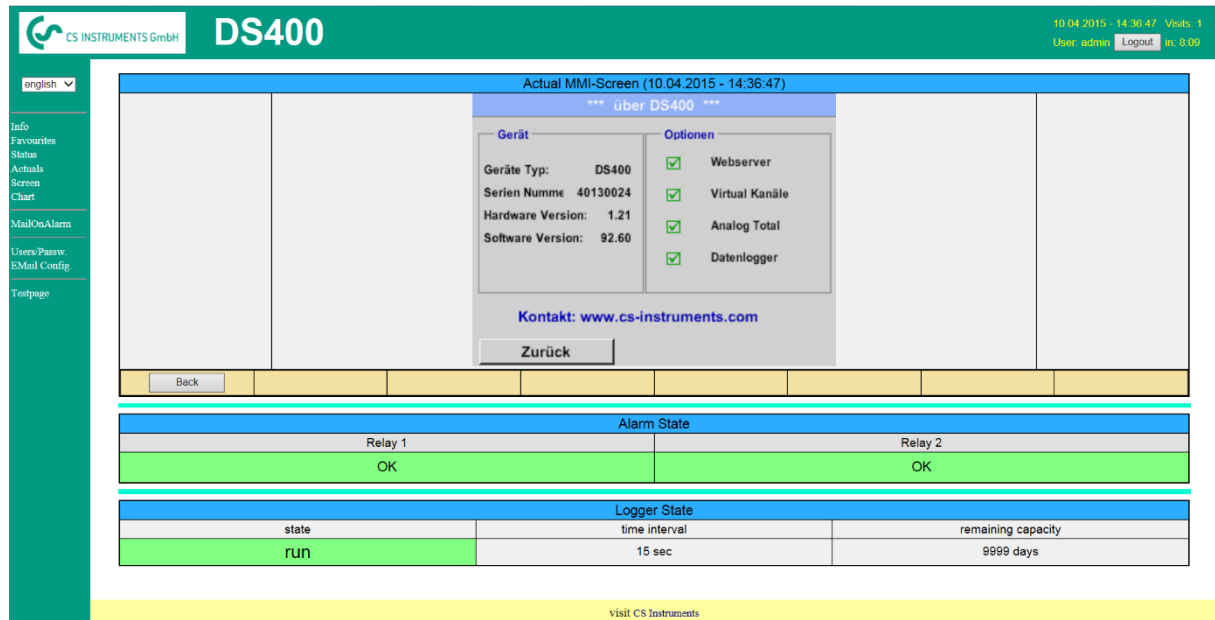 CS INSTRUMENTS GmbH
DS400
10.04.2015 - 14:36:47 Visits: 1
User: admin Logout in: 8:09
english
Info
Favourites
Status
Actuals
Screen
Chart
MailOnAlarm
Users/Passw.
EMail Config.
Testpage
Actual MMI-Screen (10.04.2015 - 14:36:47)
*** über DS400 ***
Gerät
Geräte Typ: DS400
Serien Numme 40130024
Hardware Version: 1.21
Software Version: 92.60
Optionen
Webserver
Virtual Kanäle
Analog Total
Datenlogger
Kontakt: www.cs-instruments.com
Zurück
Back
Alarm State
Relay 1 Relay 2
OK OK
Logger State
state time interval remaining capacity
run 15 sec 9999 days
visit CS Instruments